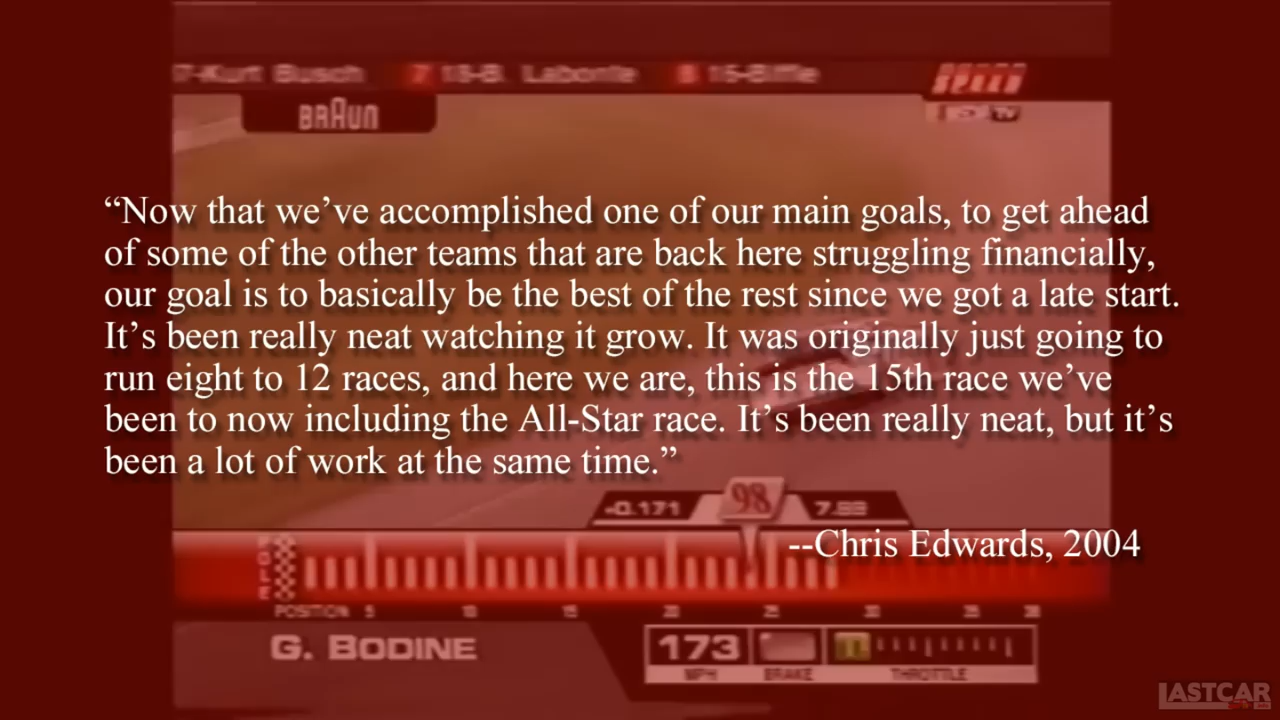 7-Kurt Busch 7 18-B. Labonte 8 16-Biffle
SPEED
BRAUN
“Now that we’ve accomplished one of our main goals, to get ahead
of some of the other teams that are back here struggling financially,
our goal is to basically be the best of the rest since we got a late start.
It’s been really neat watching it grow. It was originally just going to
run eight to 12 races, and here we are, this is the 15th race we’ve
been to now including the All-Star race. It’s been really neat, but it’s
been a lot of work at the same time.”
-0.171 98 7.88
--Chris Edwards, 2004
POLE
POSITION 5 10 15 20 25 30 35 38
G. BODINE
173
MPH BRAKE THROTTLE
LASTCAR